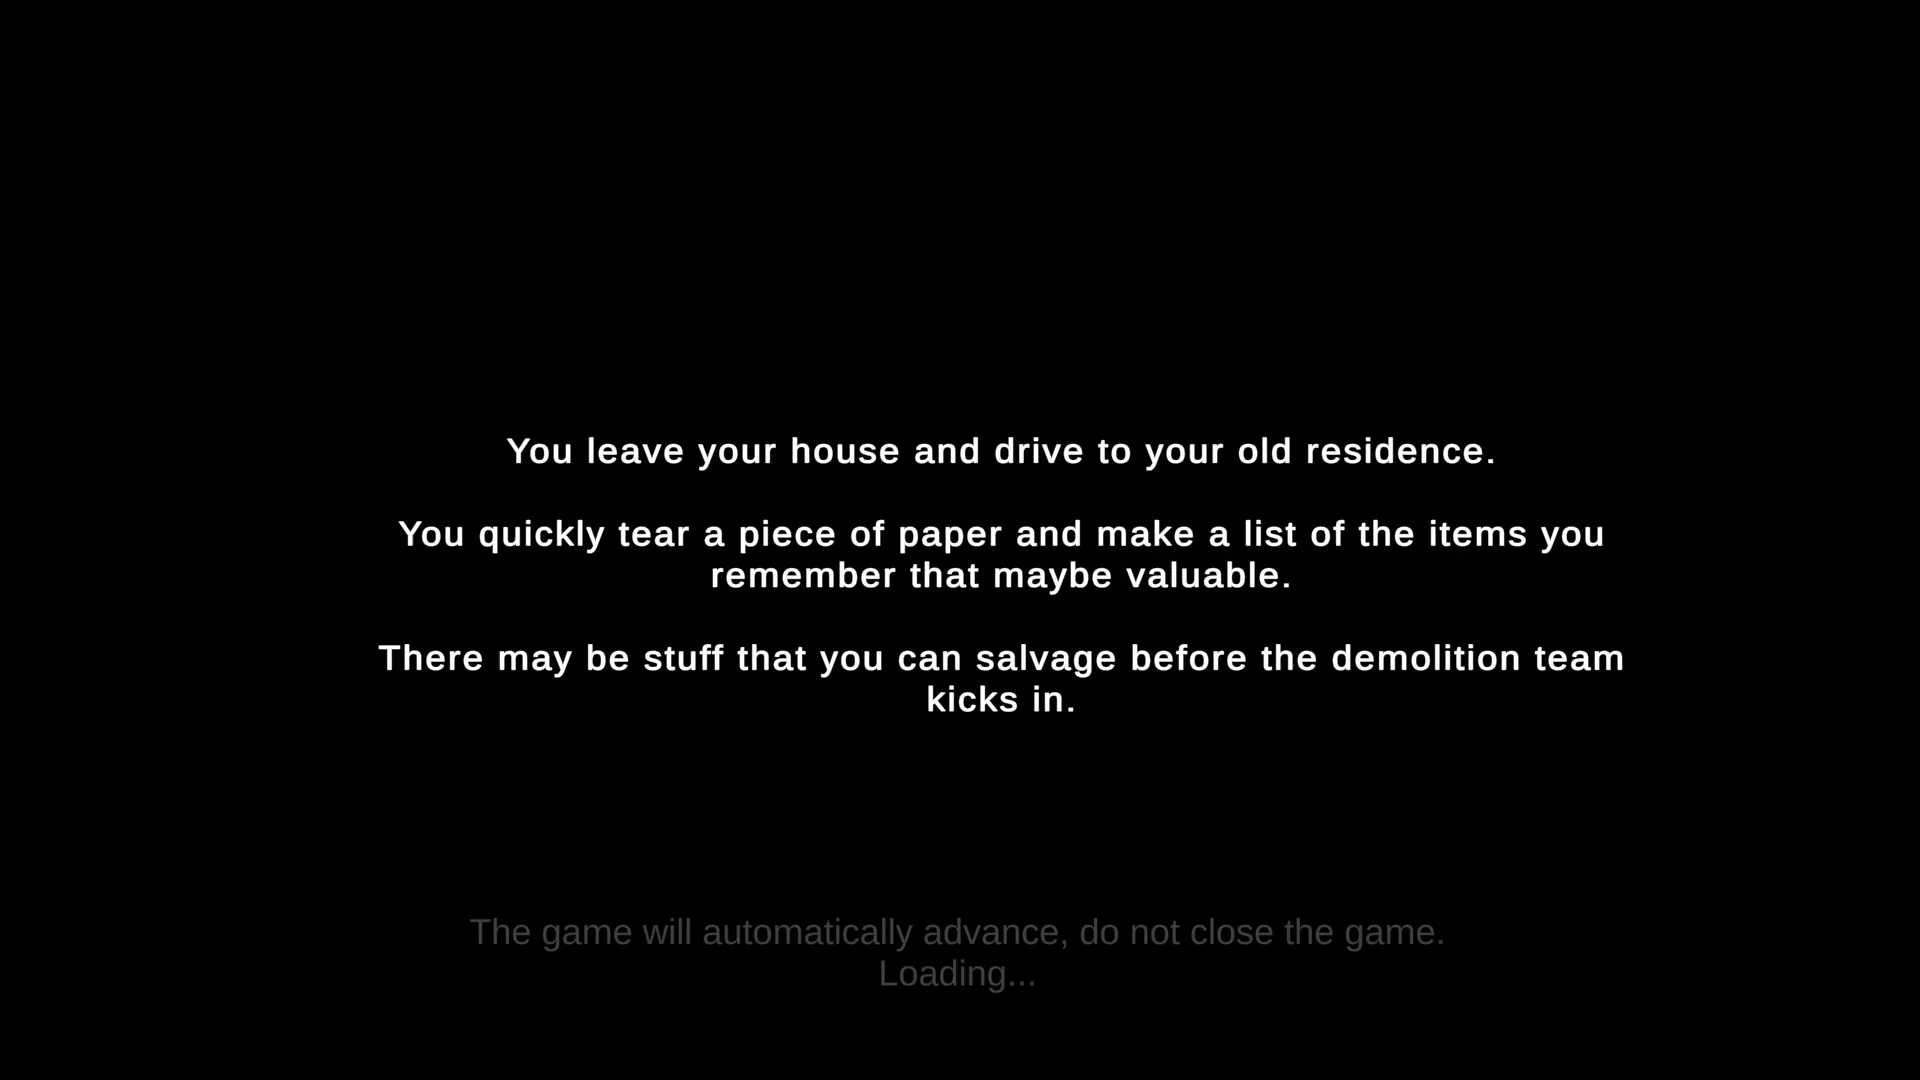 You leave your house and drive to your old residence.
You quickly tear a piece of paper and make a list of the items you
remember that maybe valuable.
There may be stuff that you can salvage before the demolition team
kicks in.
The game will automatically advance, do not close the game.
Loading...